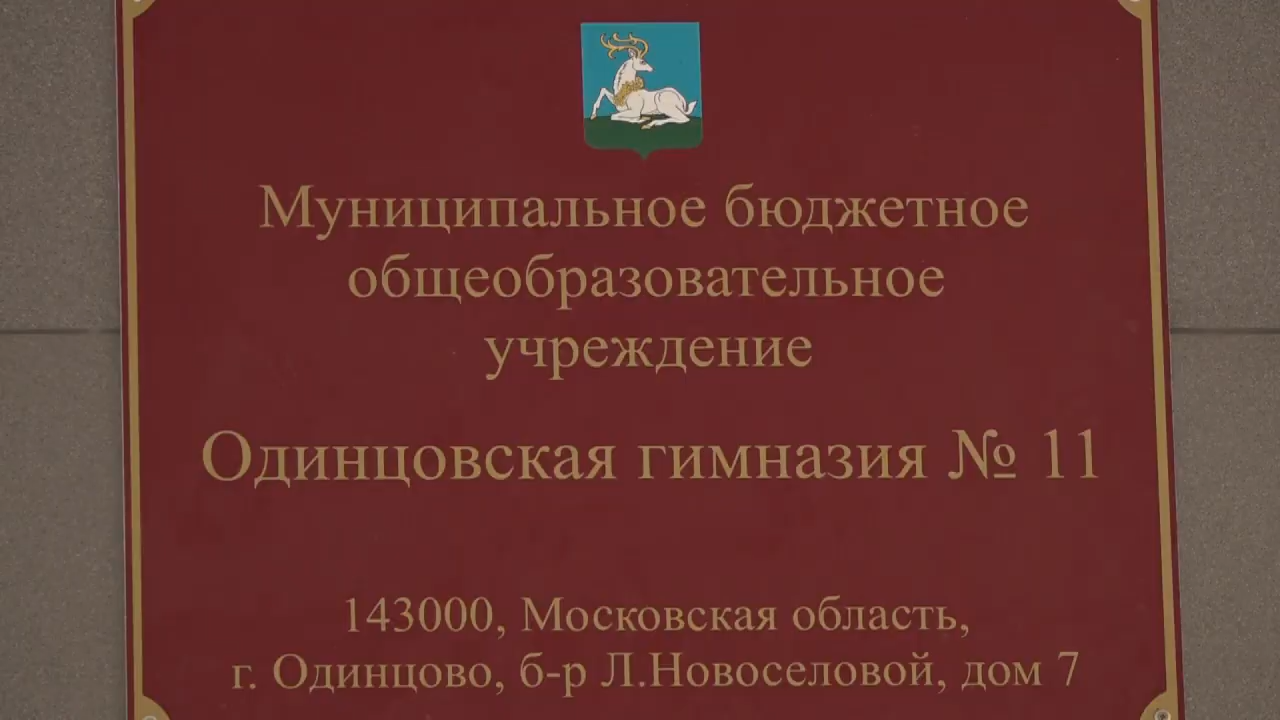 Муниципальное бюджетное
общеобразовательное
учреждение
Одинцовская гимназия № 11
143000, Московская область,
г. Одинцово, б-р Л.Новоселовой, дом 7